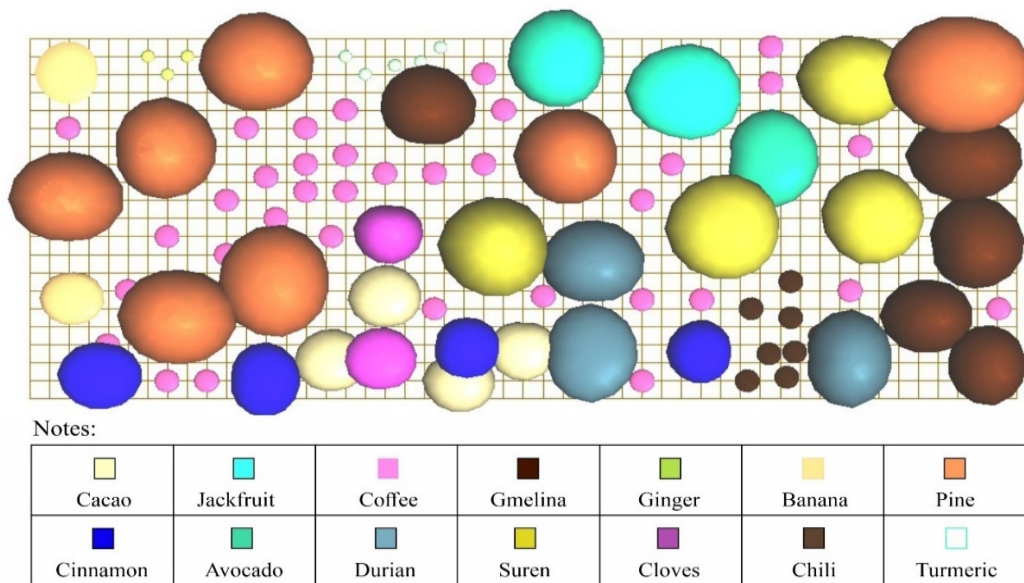 Notes:
Cacao Jackfruit Coffee Gmelina Ginger Banana Pine
Cinnamon Avocado Durian Suren Cloves Chili Turmeric